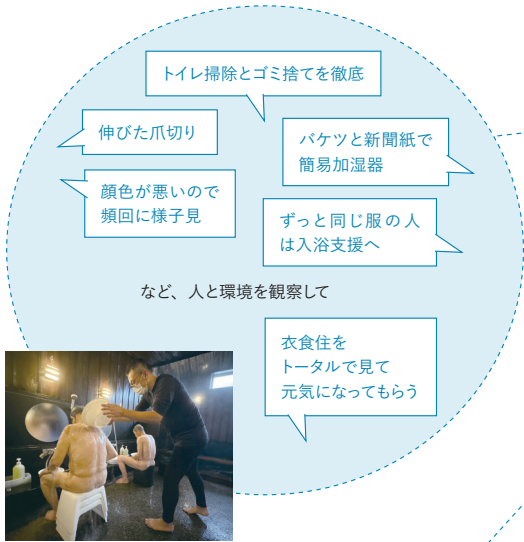 トイレ掃除とゴミ捨てを徹底
伸びた爪切り
バケツと新聞紙で
簡易加湿器
顔色が悪いので
頻回に様子見
ずっと同じ服の人
は入浴支援へ
など、人と環境を観察して
衣食住を
トータルで見て
元気になってもらう